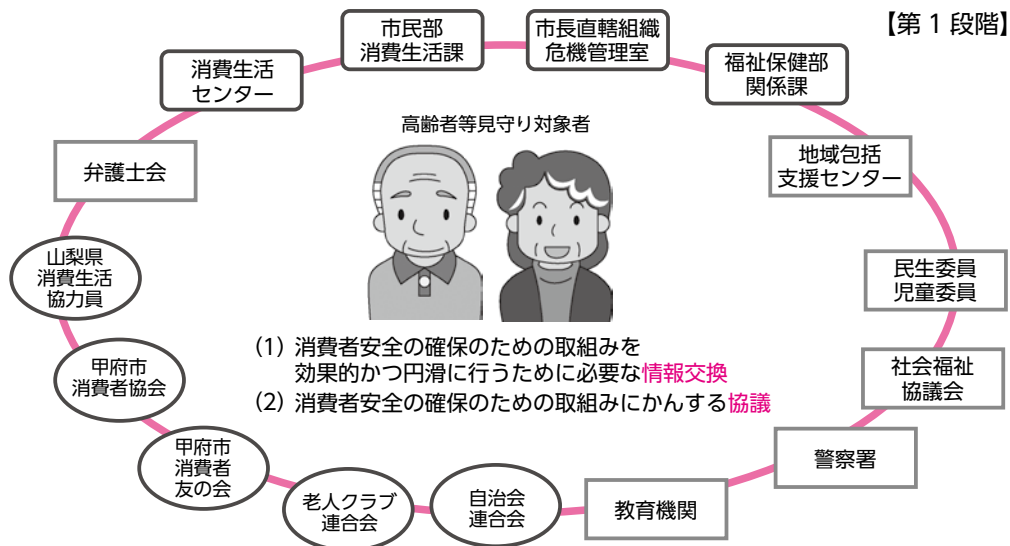 【第1段階】
市民部
消費生活課
市長直轄組織
危機管理室
福祉保健部
関係課
地域包括
支援センター
民生委員
児童委員
社会福祉
協議会
警察署
教育機関
自治会
連合会
老人クラブ
連合会
甲府市
消費者
友の会
甲府市
消費者協会
山梨県
消費生活
協力員
弁護士会
消費生活
センター
高齢者等見守り対象者
(1) 消費者安全の確保のための取組みを
効果的かつ円滑に行うために必要な情報交換
(2) 消費者安全の確保のための取組みにかんする協議